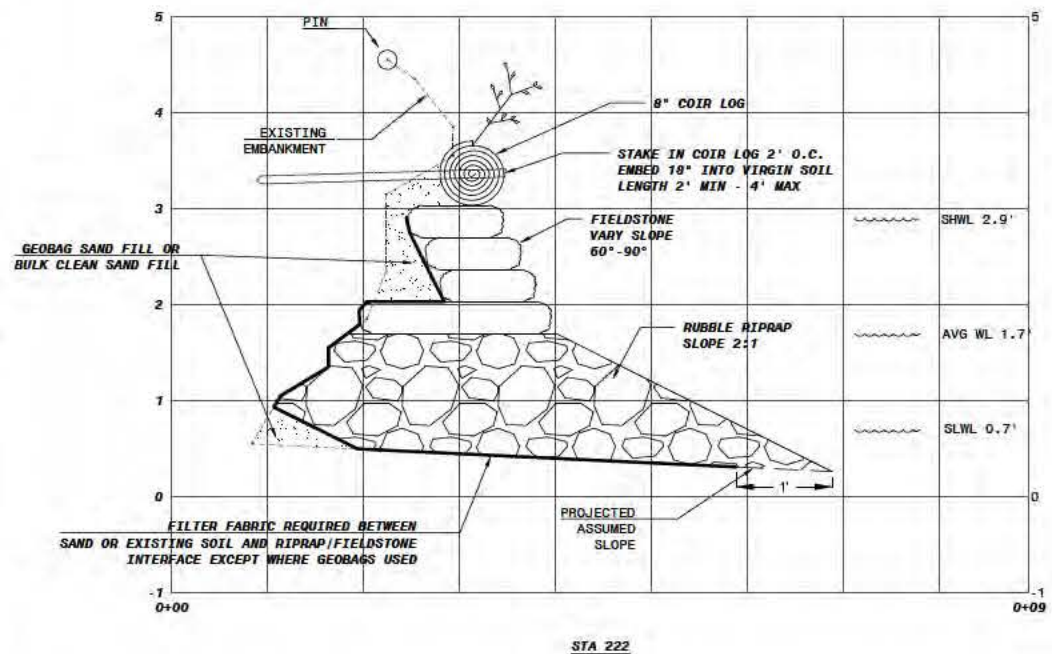 5
5
PIN
4
8" COIR LOG
EXISTING
EMBANKMENT
STAKE IN COIR LOG 2' O.C.
EMBED 18" INTO VIRGIN SOIL
LENGTH 2' MIN - 4' MAX
3
FIELDSTONE
VARY SLOPE
60°-90°
SHWL 2.9'
GEOBAG SAND FILL OR
BULK CLEAN SAND FILL
2
RUBBLE RIPRAP
SLOPE 2:1
AVG WL 1.7'
1
SLWL 0.7'
1'
0
0
PROJECTED
ASSUMED
SLOPE
FILTER FABRIC REQUIRED BETWEEN
SAND OR EXISTING SOIL AND RIPRAP/FIELDSTONE
INTERFACE EXCEPT WHERE GEOBAGS USED
-1
-1
0+00
0+09
STA 222